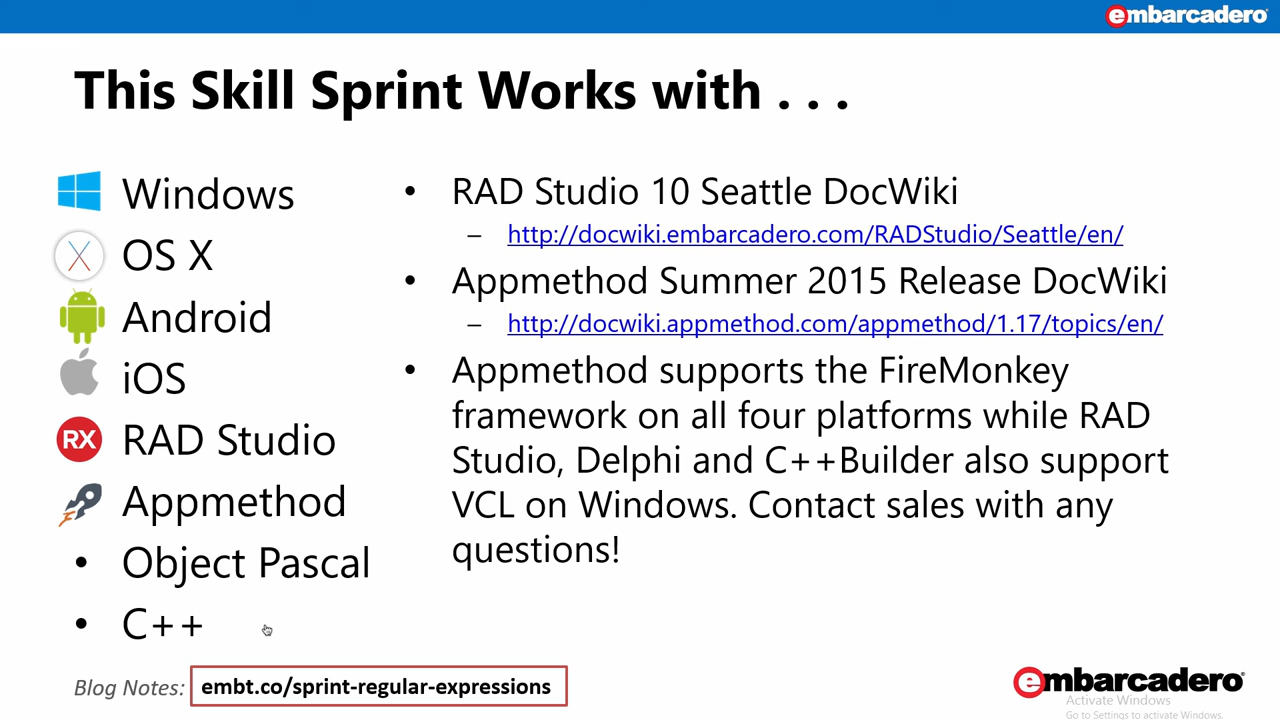 embarcadero
This Skill Sprint Works with . . .
Windows
OS X
Android
iOS
RX RAD Studio
Appmethod
• Object Pascal
• C++
• RAD Studio 10 Seattle DocWiki
– http://docwiki.embarcadero.com/RADStudio/Seattle/en/
• Appmethod Summer 2015 Release DocWiki
– http://docwiki.appmethod.com/appmethod/1.17/topics/en/
• Appmethod supports the FireMonkey
framework on all four platforms while RAD
Studio, Delphi and C++Builder also support
VCL on Windows. Contact sales with any
questions!
Blog Notes: embt.co/sprint-regular-expressions
embarcadero
Activate Windows
Go to Settings to activate Windows.